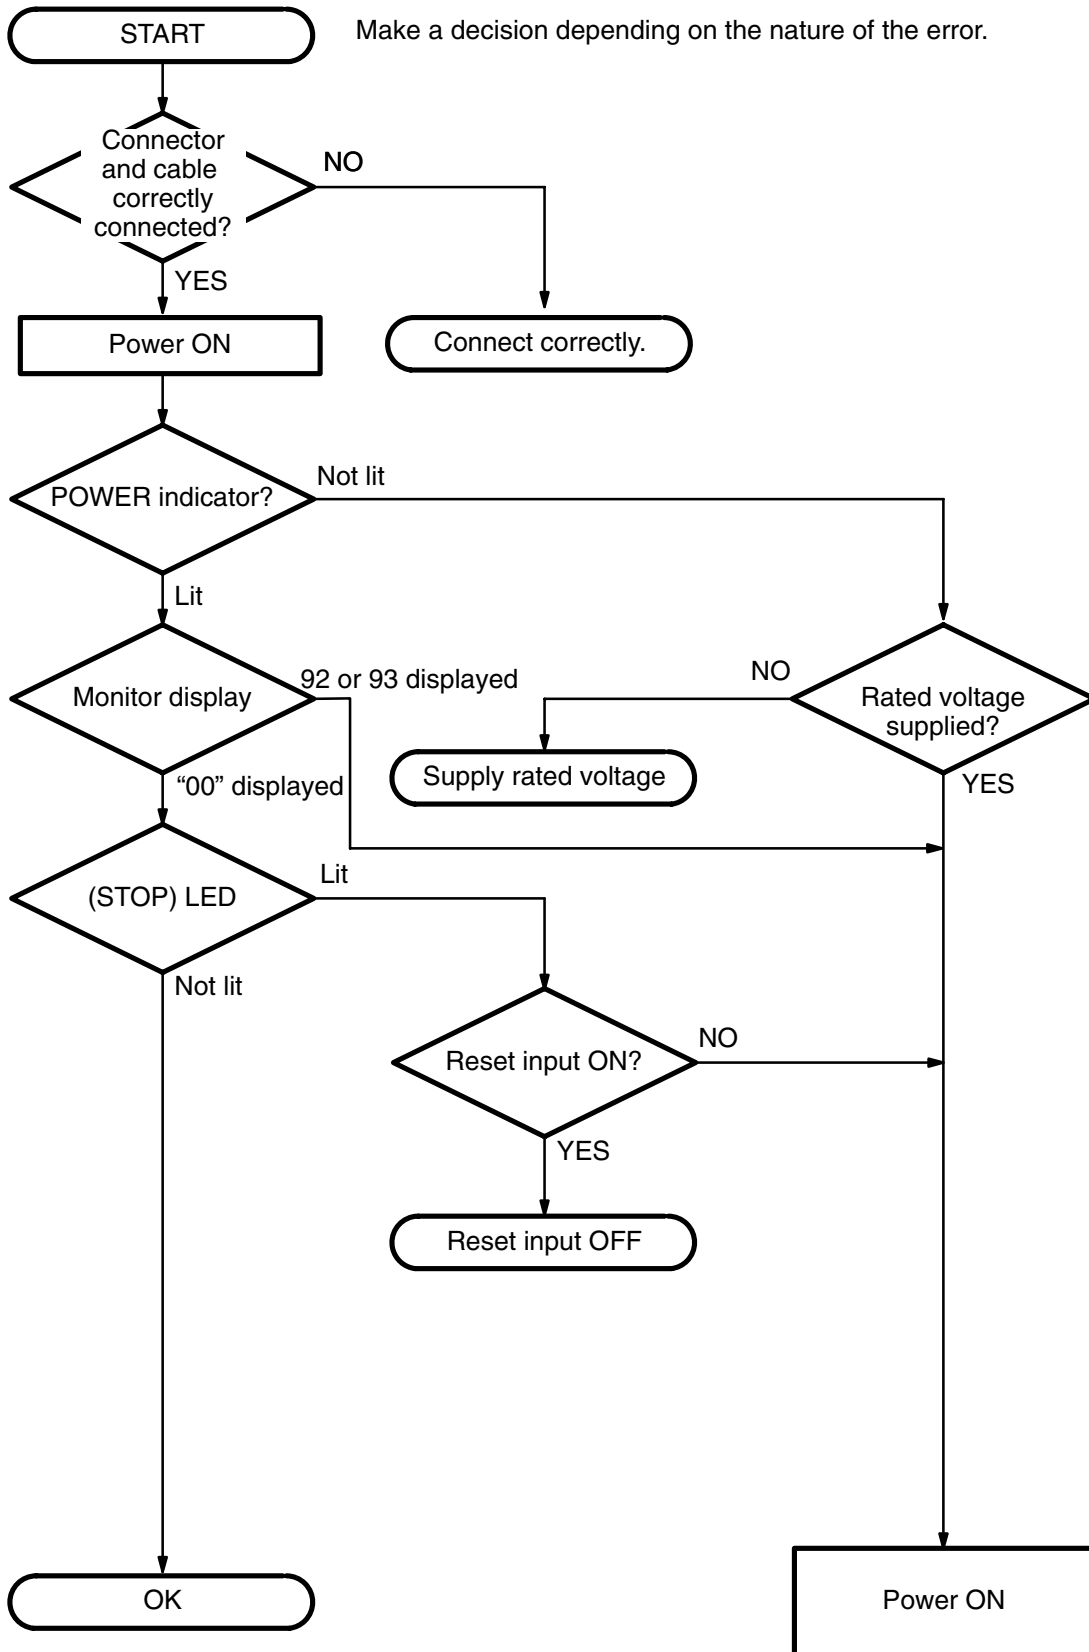 START
Make a decision depending on the nature of the error.
Connector
and cable
correctly
connected?
NO
YES
Power ON
Connect correctly.
POWER indicator?
Not lit
Lit
Monitor display
92 or 93 displayed
NO
Rated voltage
supplied?
Supply rated voltage
“00” displayed
YES
(STOP) LED
Lit
Not lit
Reset input ON?
NO
YES
Reset input OFF
OK
Power ON